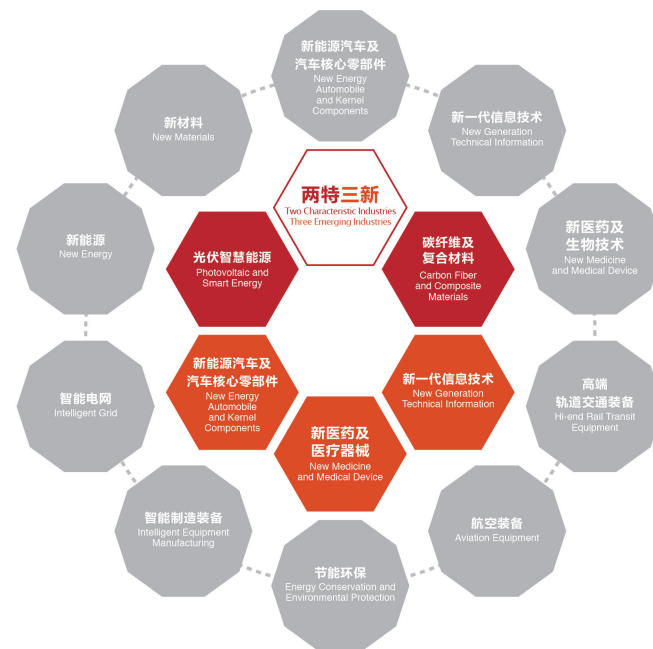 新能源汽车及
汽车核心零部件
New Energy
Automobile
and Kernel
Components
新材料
New Materials
新一代信息技术
New Generation
Technical Information
两特三新
Two Characteristic Industries
Three Emerging Industries
新能源
New Energy
光伏智慧能源
Photovoltaic and
Smart Energy
碳纤维及
复合材料
Carbon Fiber
and Composite
Materials
新医药及
生物技术
New Medicine
and Medical Device
智能电网
Intelligent Grid
新能源汽车及
汽车核心零部件
New Energy
Automobile
and Kernel
Components
新一代信息技术
New Generation
Technical Information
高端
轨道交通装备
Hi-end Rail Transit
Equipment
新医药及
医疗器械
New Medicine
and Medical Device
智能制造装备
Intelligent Equipment
Manufacturing
航空装备
Aviation Equipment
节能环保
Energy Conservation and
Environmental Protection